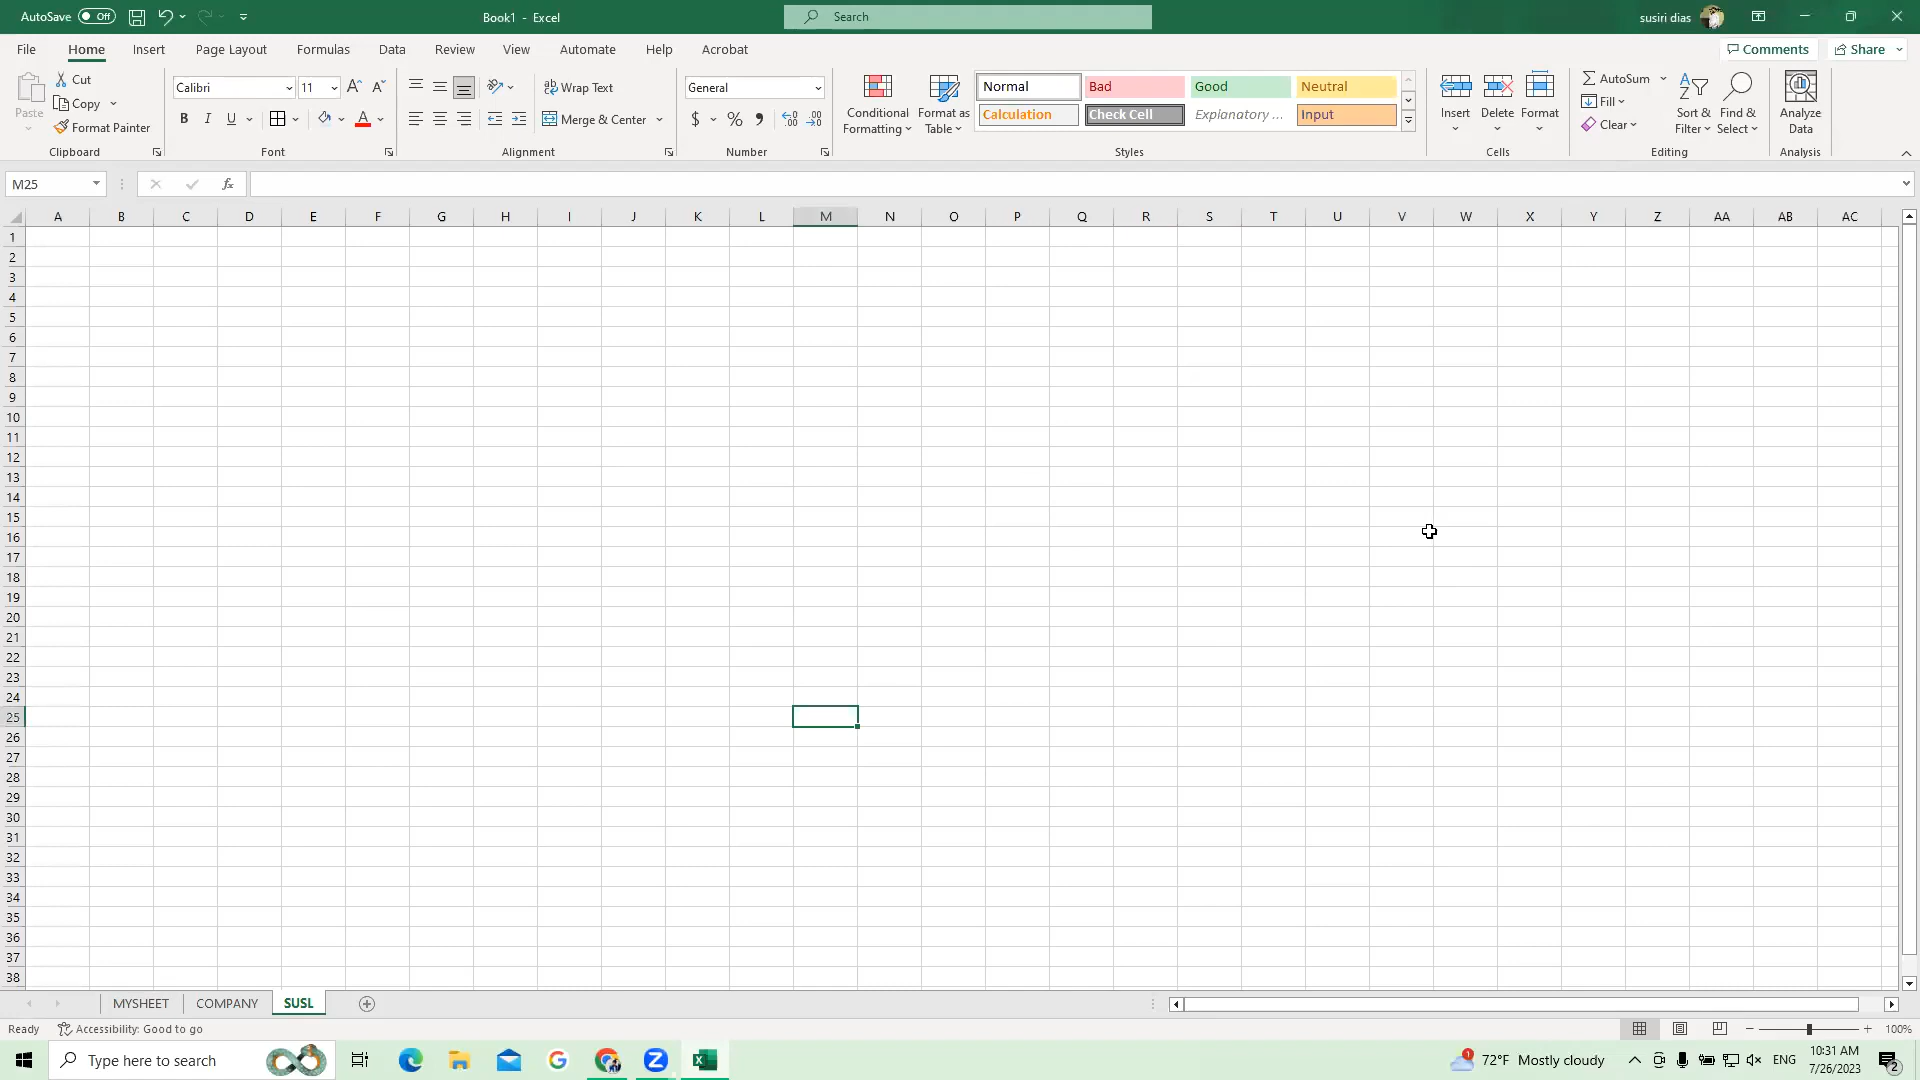 AutoSave Off Book1 - Excel Search susiri dias
File Home Insert Page Layout Formulas Data Review View Automate Help Acrobat Comments Share
Paste
Cut
Copy
Format Painter
Clipboard
Calibri 11
B I U
Font
Wrap Text
Merge & Center
Alignment
General
$ % 9
Number
Conditional
Formatting
Format as
Table
Normal Bad Good Neutral
Calculation Check Cell Explanatory ... Input
Styles
Insert Delete Format
Cells
AutoSum
Fill
Clear
Sort &
Filter
Find &
Select
Editing
Analyze
Data
Analysis
M25 fx
A B C D E F G H I J K L M N O P Q R S T U V W X Y Z AA AB AC
1
2
3
4
5
6
7
8
9
10
11
12
13
14
15
16
17
18
19
20
21
22
23
24
25
26
27
28
29
30
31
32
33
34
35
36
37
38
MYSHEET COMPANY SUSL
Ready Accessibility: Good to go 100%
Type here to search 72°F Mostly cloudy ENG 10:31 AM
7/26/2023